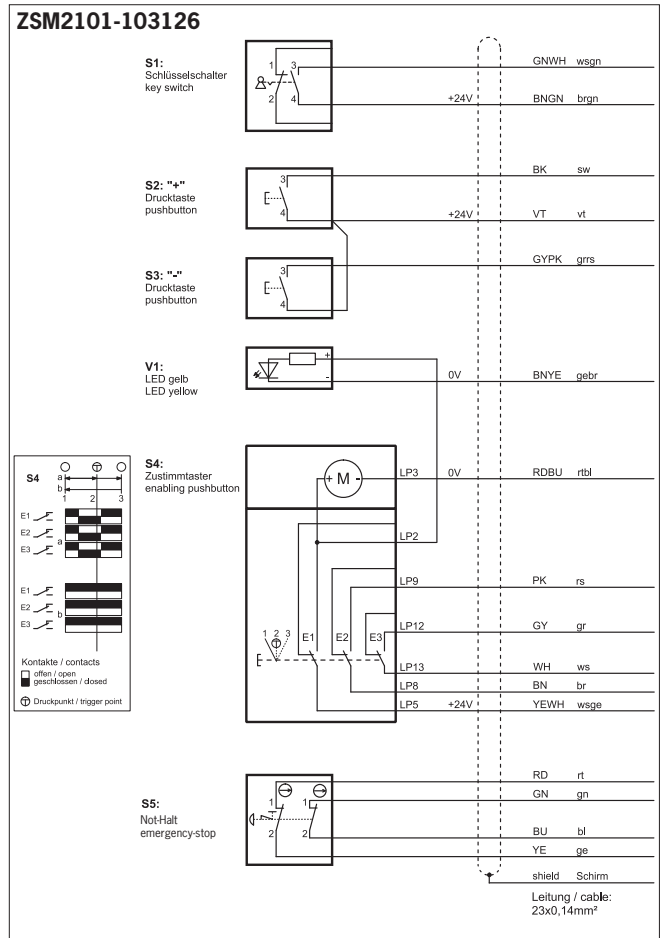 ZSM2101-103126
S1:
Schlüsselschalter
key switch
1 3
2 4
GNWH wsgn
+24V BNGN brgn
S2: "+"
Drucktaste
pushbutton
3
4
BK sw
+24V VT vt
S3: "-"
Drucktaste
pushbutton
3
4
GYPK grrs
V1:
LED gelb
LED yellow
+
-
0V BNYE gebr
S4:
Zustimmtaster
enabling pushbutton
+ M -
LP3 0V RDBU rtbl
LP2
LP9 PK rs
LP12 GY gr
1 2 3 E1 E2 E3
LP13 WH ws
LP8 BN br
LP5 +24V YEWH wsge
S4
a
b
1 2 3
E1
E2
a
E3
E1
E2
b
E3
Kontakte / contacts
offen / open
geschlossen / closed
Druckpunkt / trigger point
S5:
Not-Halt
emergency-stop
1 1
2 2
RD rt
GN gn
BU bl
YE ge
shield Schirm
Leitung / cable:
23x0,14mm²